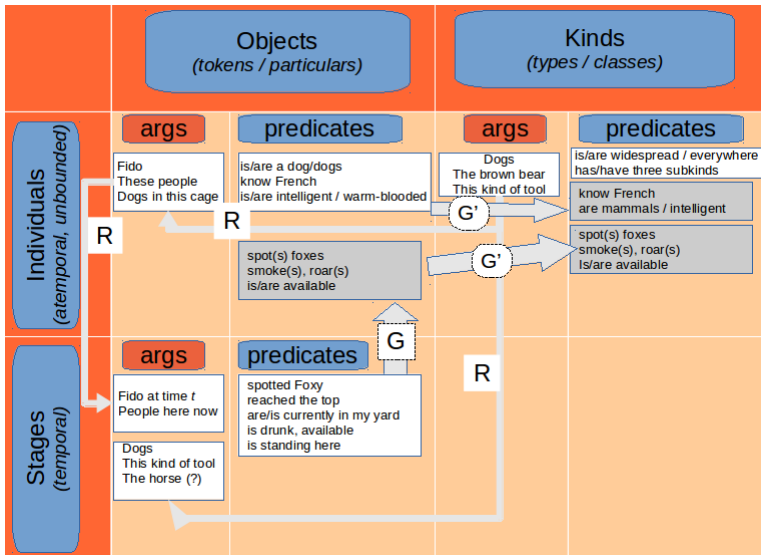 Objects
(tokens / particulars)
Kinds
(types / classes)
Individuals
(atemporal, unbounded)
args
predicates
args
predicates
Fido
These people
Dogs in this cage
is/are a dog/dogs
know French
is/are intelligent / warm-blooded
Dogs
The brown bear
This kind of tool
is/are widespread / everywhere
has/have three subkinds
know French
are mammals / intelligent
G'
R
R
spot(s) foxes
smoke(s), roar(s)
is/are available
G'
spot(s) foxes
smoke(s), roar(s)
Is/are available
G
Stages
(temporal)
args
predicates
Fido at time t
People here now
spotted Foxy
reached the top
are/is currently in my yard
is drunk, available
is standing here
R
Dogs
This kind of tool
The horse (?)